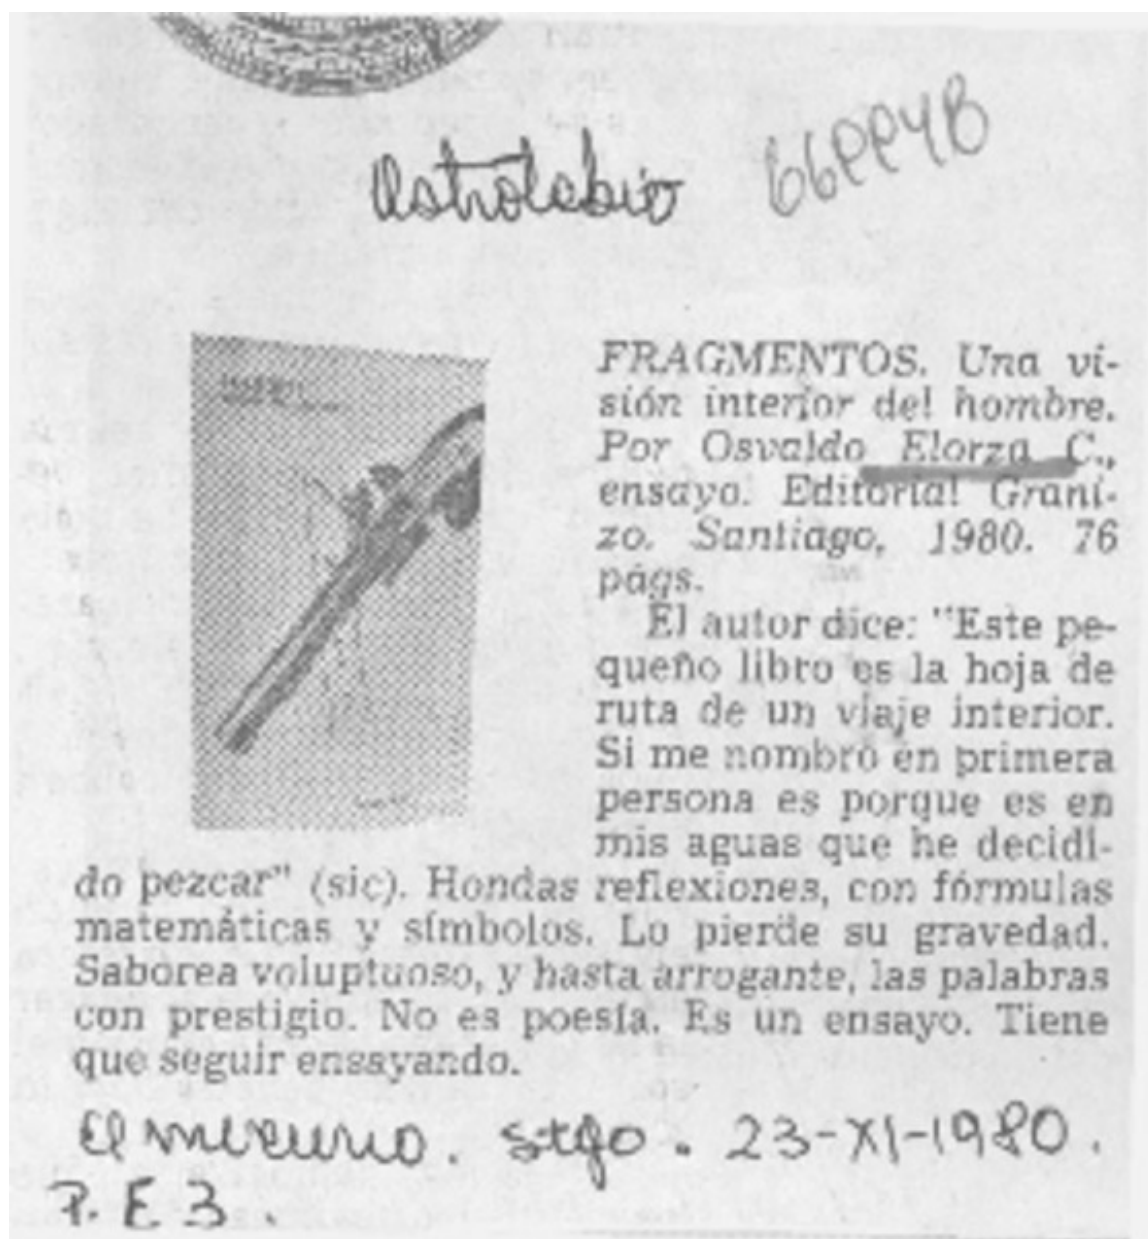 Astrolabio
FRAGMENTOS. Una vi-
sión interior del hombre.
Por Osvaldo Elorza C.,
ensayo. Editorial Grani-
zo. Santiago, 1980. 76
págs.
El autor dice: "Este pe-
queño libro es la hoja de
ruta de un viaje interior.
Si me nombro en primera
persona es porque es en
mis aguas que he decidi-
do pezcar" (sic). Hondas reflexiones, con fórmulas
matemáticas y símbolos. Lo pierde su gravedad.
Saborea voluptuoso, y hasta arrogante, las palabras
con prestigio. No es poesía. Es un ensayo. Tiene
que seguir ensayando.
El mercurio. stgo. 23-XI-1980.
P. E 3.